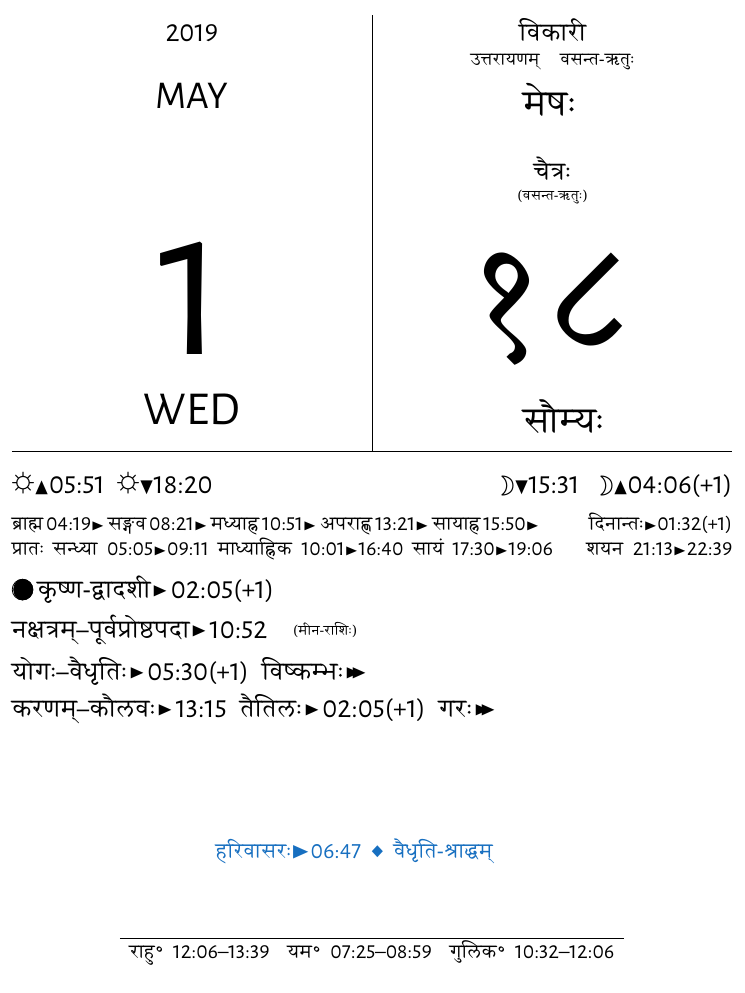 2019
MAY
1
WED
विकारी
उत्तरायणम् वसन्त-ऋतुः
मेषः
चैत्रः
(वसन्त-ऋतुः)
१८
सौम्यः
☼▲05:51 ☼▼18:20 ☽▼15:31 ☽▲04:06(+1)
ब्राह्म 04:19► सङ्गव 08:21► मध्याह्न 10:51► अपराह्ण 13:21► सायाह्न 15:50► दिनान्तः►01:32(+1)
प्रातः सन्ध्या 05:05►09:11 माध्याह्निक 10:01►16:40 सायं 17:30►19:06 शयन 21:13►22:39
●कृष्ण-द्वादशी►02:05(+1)
नक्षत्रम्–पूर्वप्रोष्ठपदा►10:52 (मीन-राशिः)
योगः–वैधृतिः►05:30(+1) विष्कम्भः►►
करणम्–कौलवः►13:15 तैतिलः►02:05(+1) गरः►►
हरिवासरः►06:47 ◆ वैधृति-श्राद्धम्
राहु॰ 12:06–13:39 यम॰ 07:25–08:59 गुलिक॰ 10:32–12:06